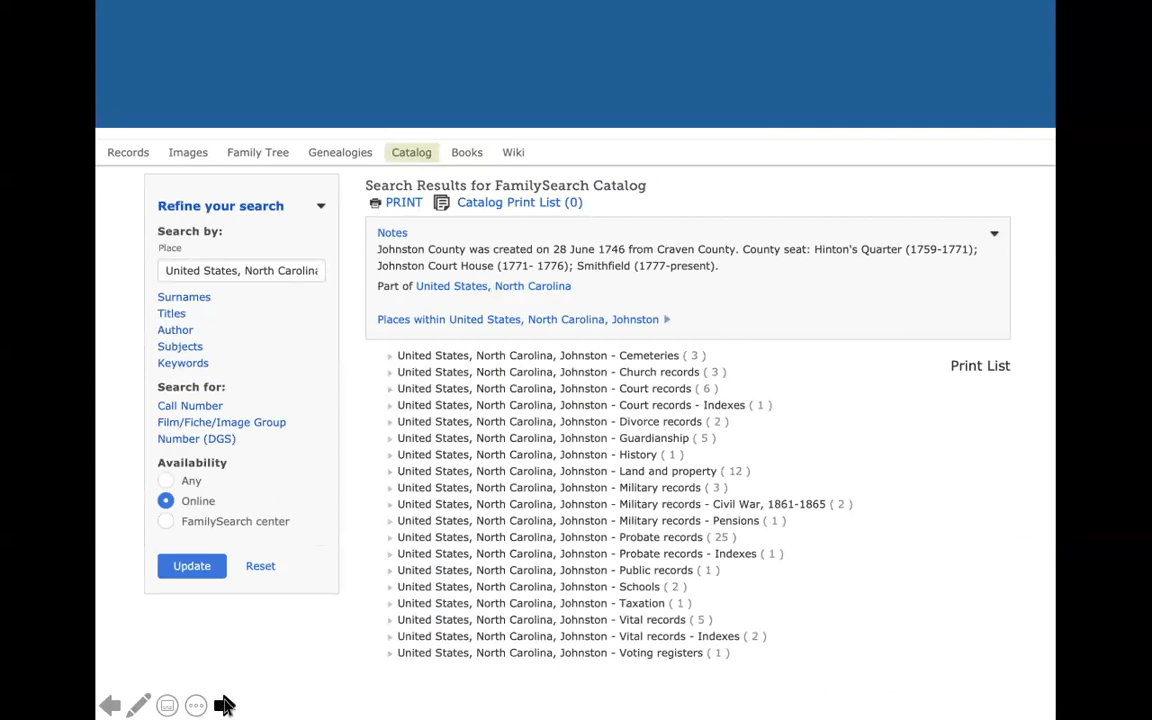 Records Images Family Tree Genealogies Catalog Books Wiki
Refine your search
Search by:
Place
United States, North Carolina
Surnames
Titles
Author
Subjects
Keywords
Search for:
Call Number
Film/Fiche/Image Group
Number (DGS)
Availability
Any
Online
FamilySearch center
Update Reset
Search Results for FamilySearch Catalog
PRINT Catalog Print List (0)
Notes
Johnston County was created on 28 June 1746 from Craven County. County seat: Hinton's Quarter (1759-1771);
Johnston Court House (1771- 1776); Smithfield (1777-present).
Part of United States, North Carolina
Places within United States, North Carolina, Johnston
United States, North Carolina, Johnston - Cemeteries ( 3 )
United States, North Carolina, Johnston - Church records ( 3 )
United States, North Carolina, Johnston - Court records ( 6 )
United States, North Carolina, Johnston - Court records - Indexes ( 1 )
United States, North Carolina, Johnston - Divorce records ( 2 )
United States, North Carolina, Johnston - Guardianship ( 5 )
United States, North Carolina, Johnston - History ( 1 )
United States, North Carolina, Johnston - Land and property ( 12 )
United States, North Carolina, Johnston - Military records ( 3 )
United States, North Carolina, Johnston - Military records - Civil War, 1861-1865 ( 2 )
United States, North Carolina, Johnston - Military records - Pensions ( 1 )
United States, North Carolina, Johnston - Probate records ( 25 )
United States, North Carolina, Johnston - Probate records - Indexes ( 1 )
United States, North Carolina, Johnston - Public records ( 1 )
United States, North Carolina, Johnston - Schools ( 2 )
United States, North Carolina, Johnston - Taxation ( 1 )
United States, North Carolina, Johnston - Vital records ( 5 )
United States, North Carolina, Johnston - Vital records - Indexes ( 2 )
United States, North Carolina, Johnston - Voting registers ( 1 )
Print List